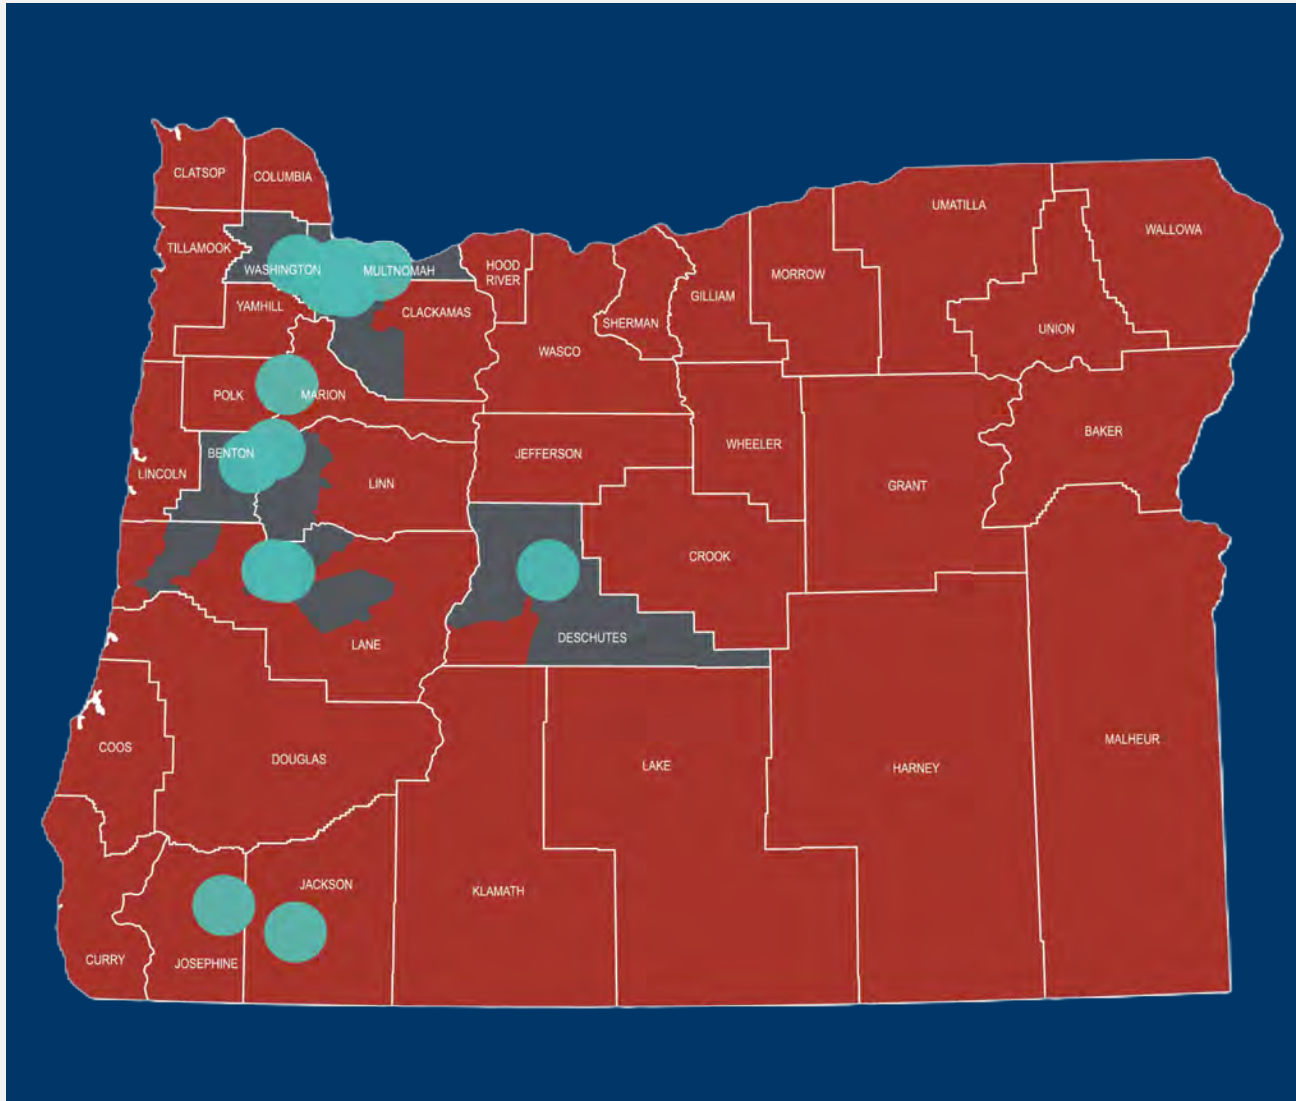 CLATSOP
COLUMBIA
UMATILLA
WALLOWA
TILLAMOOK
WASHINGTON
MULTNOMAH
HOOD
RIVER
MORROW
GILLIAM
YAMHILL
CLACKAMAS
SHERMAN
UNION
WASCO
POLK
MARION
BAKER
WHEELER
BENTON
JEFFERSON
LINCOLN
LINN
GRANT
CROOK
DESCHUTES
LANE
MALHEUR
COOS
DOUGLAS
LAKE
HARNEY
JACKSON
KLAMATH
CURRY
JOSEPHINE